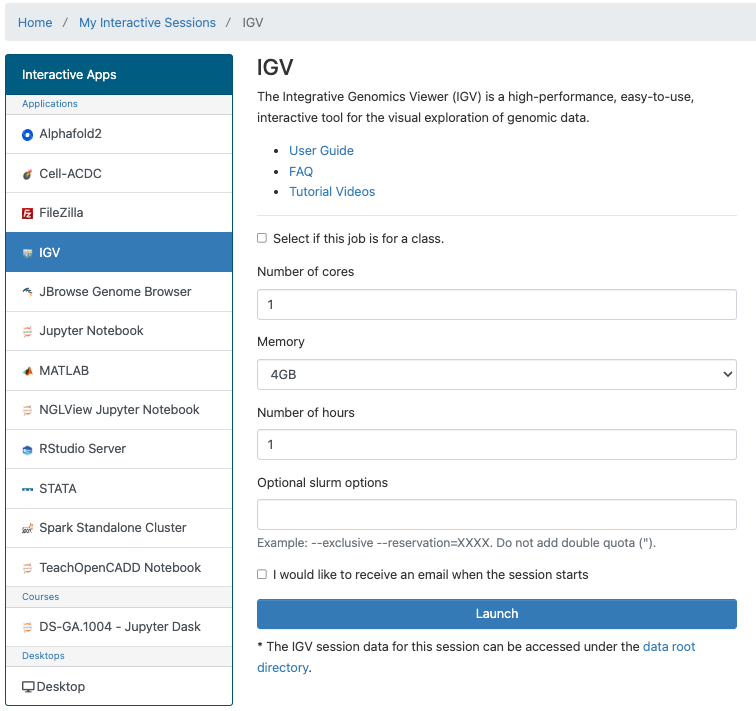 Home / My Interactive Sessions / IGV
Interactive Apps
Applications
Alphafold2
Cell-ACDC
FileZilla
IGV
JBrowse Genome Browser
Jupyter Notebook
MATLAB
NGLView Jupyter Notebook
RStudio Server
STATA
Spark Standalone Cluster
TeachOpenCADD Notebook
Courses
DS-GA.1004 - Jupyter Dask
Desktops
Desktop
IGV
The Integrative Genomics Viewer (IGV) is a high-performance, easy-to-use,
interactive tool for the visual exploration of genomic data.
User Guide
FAQ
Tutorial Videos
Select if this job is for a class.
Number of cores
1
Memory
4GB
Number of hours
1
Optional slurm options
Example: --exclusive --reservation=XXXX. Do not add double quota (").
I would like to receive an email when the session starts
Launch
* The IGV session data for this session can be accessed under the data root
directory.